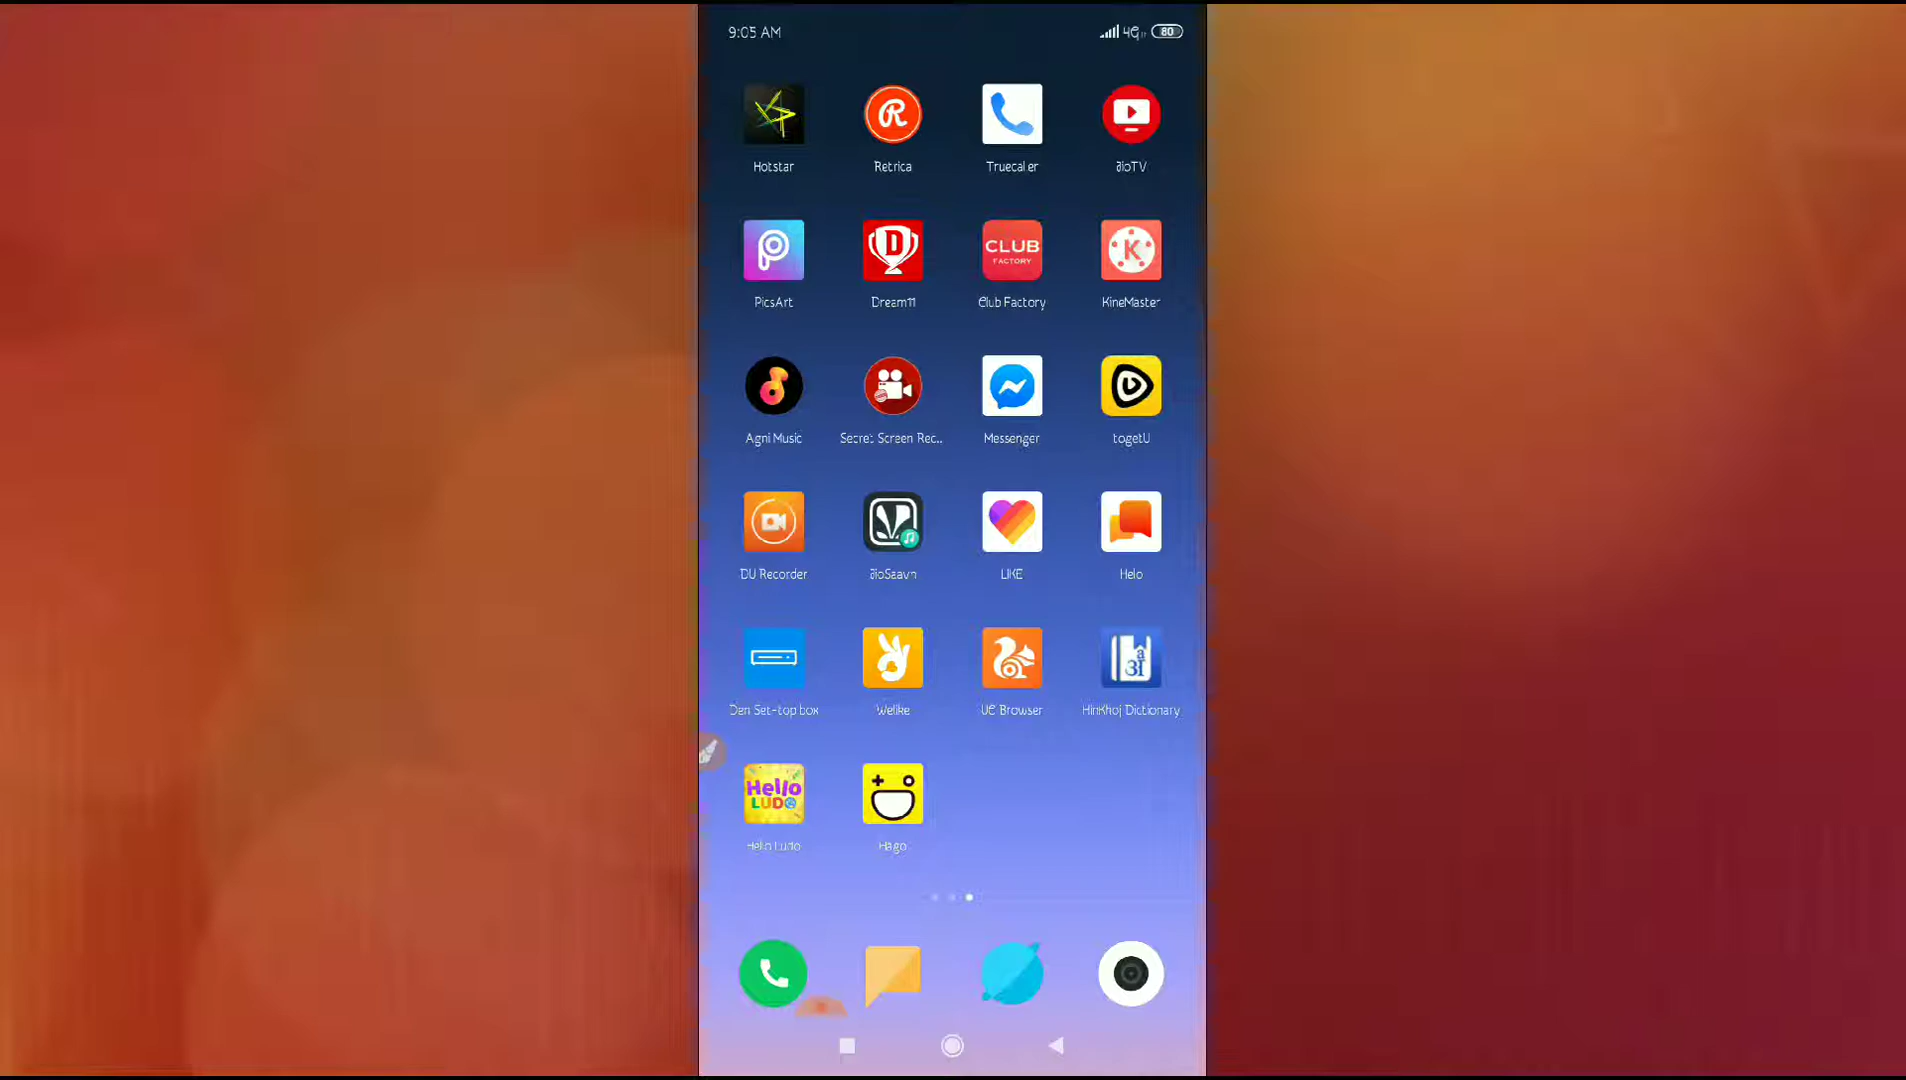 9:05 AM 4G 80
Hotstar Retrica Truecaller JioTV
CLUB
FACTORY
PicsArt Dream11 Club Factory KineMaster
Agni Music Secret Screen Rec.. Messenger togetU
DU Recorder JioSaavn LIKE Helo
Den Set-top box Welike UC Browser HinKhoj Dictionary
Hello
LUDO
Hello Ludo Hago